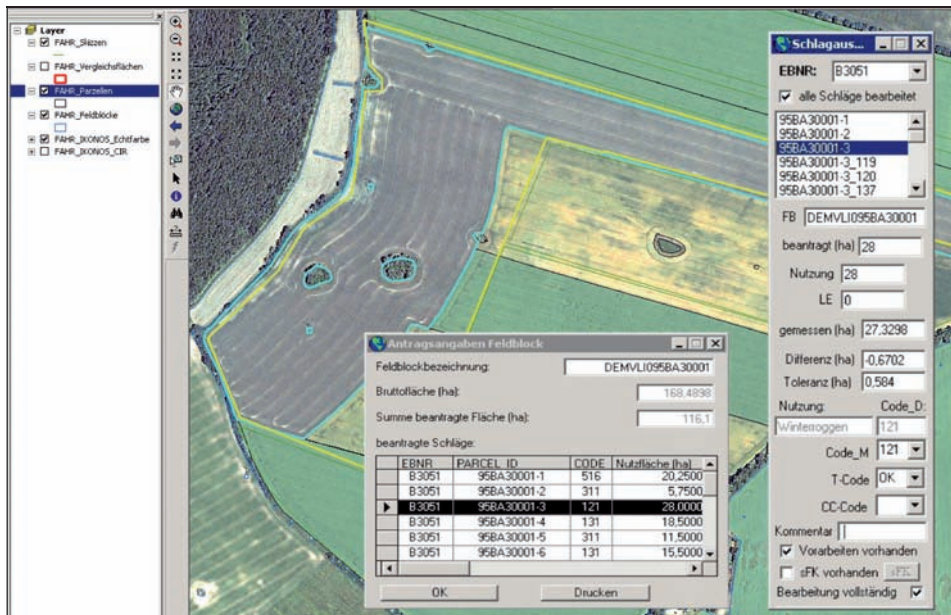 Layer
FAHR_Skizzen
FAHR_Vergleichsflächen
FAHR_Parzellen
FAHR_Feldblöcke
FAHR_IKONOS_Echtfarbe
FAHR_IKONOS_CIR
Antragsangaben Feldblock
Feldblockbezeichnung: DEMVLI095BA30001
Bruttofläche (ha): 168,4898
Summe beantragte Fläche (ha): 116,1
beantragte Schläge:
EBNR PARCEL_ID CODE Nutzfläche (ha)
B3051 95BA30001-1 516 20,2500
B3051 95BA30001-2 311 5,7500
B3051 95BA30001-3 121 28,0000
B3051 95BA30001-4 131 18,5000
B3051 95BA30001-5 311 11,5000
B3051 95BA30001-6 131 15,5000
OK Drucken
Schlagaus...
EBNR: B3051
alle Schläge bearbeitet
95BA30001-1
95BA30001-2
95BA30001-3
95BA30001-3_119
95BA30001-3_120
95BA30001-3_137
FB DEMVLI095BA30001
beantragt (ha) 28
Nutzung 28
LE 0
gemessen (ha) 27,3298
Differenz (ha) -0,6702
Toleranz (ha) 0,584
Nutzung: Code_D:
Winterroggen 121
Code_M 121
T-Code OK
CC-Code
Kommentar
Vorarbeiten vorhanden
sFK vorhanden sFK
Bearbeitung vollständig